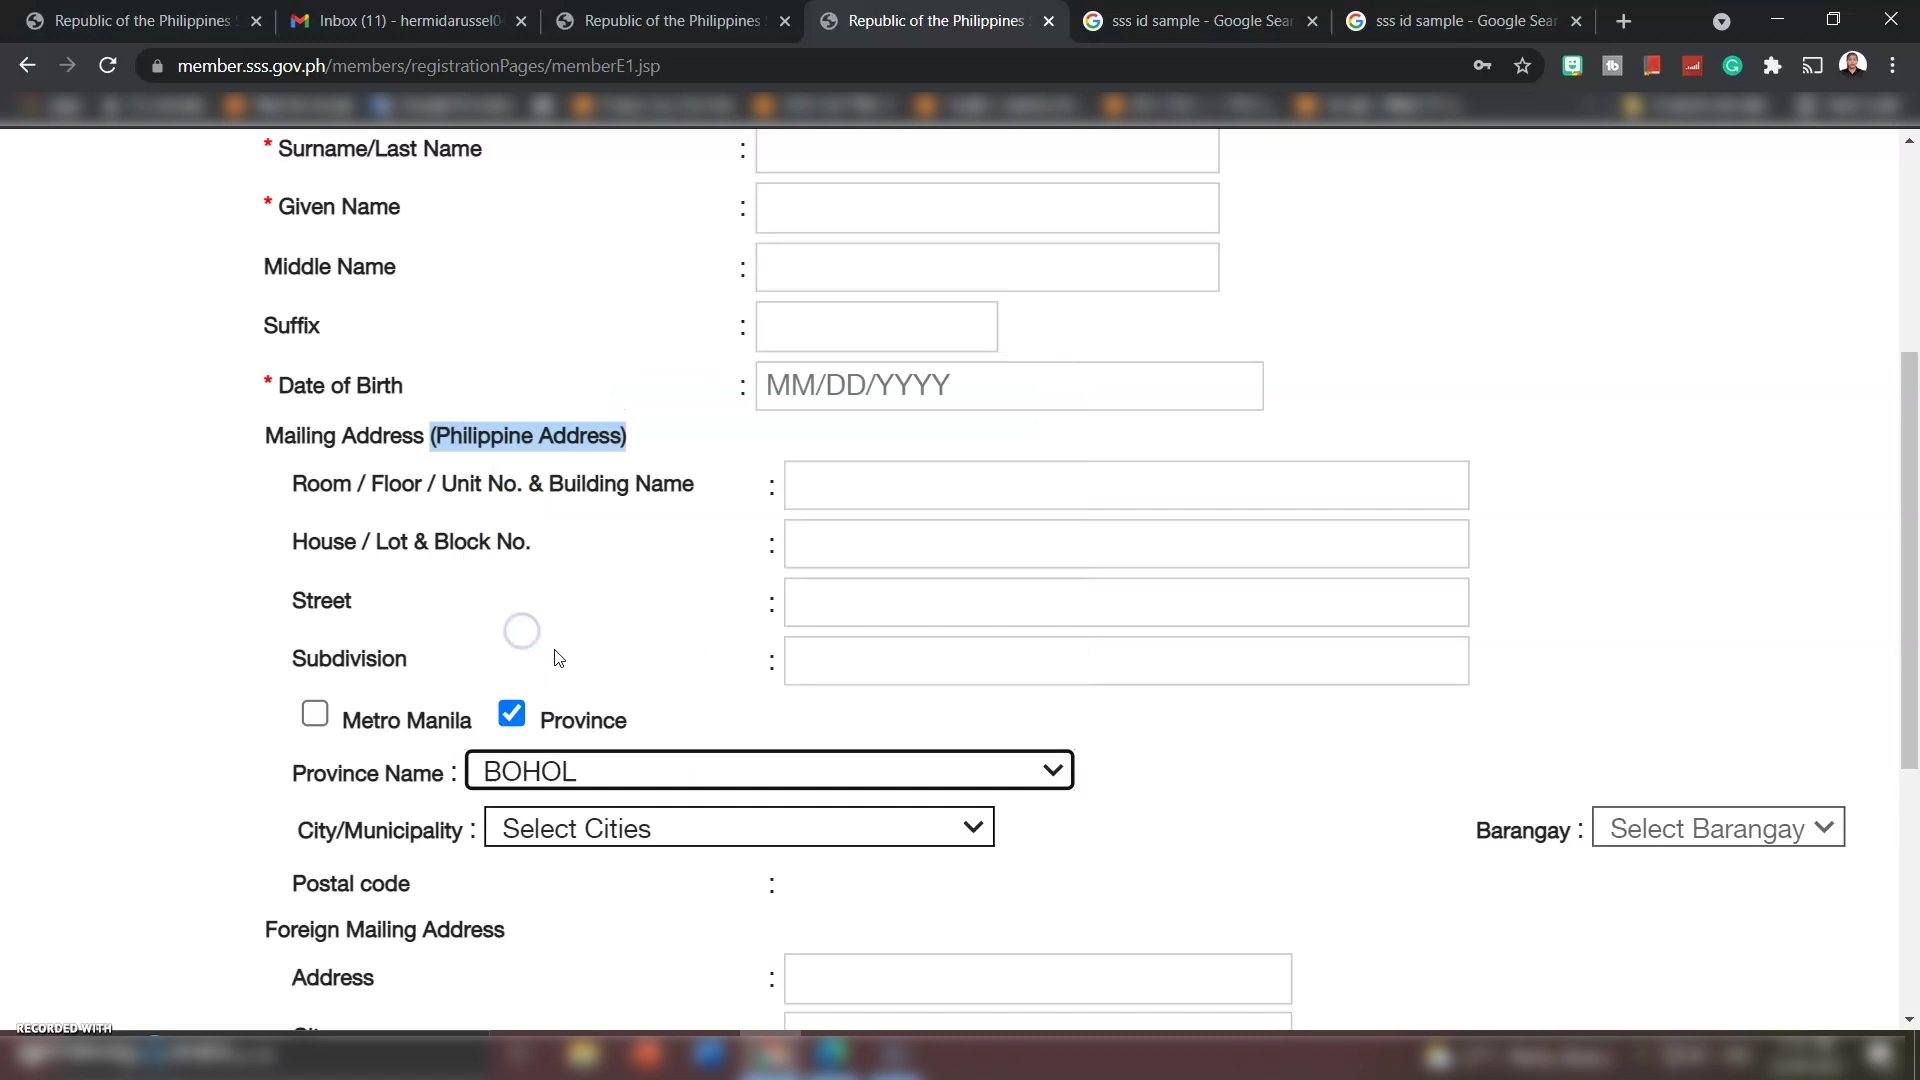 Republic of the Philippines
Inbox (11) - hermidarussel0
Republic of the Philippines
Republic of the Philippines
sss id sample - Google Sear
sss id sample - Google Sear
member.sss.gov.ph/members/registrationPages/memberE1.jsp
* Surname/Last Name :
* Given Name :
Middle Name :
Suffix :
* Date of Birth : MM/DD/YYYY
Mailing Address (Philippine Address)
Room / Floor / Unit No. & Building Name :
House / Lot & Block No. :
Street :
Subdivision :
Metro Manila Province
Province Name : BOHOL
City/Municipality : Select Cities Barangay : Select Barangay
Postal code :
Foreign Mailing Address
Address :
RECORDED WITH